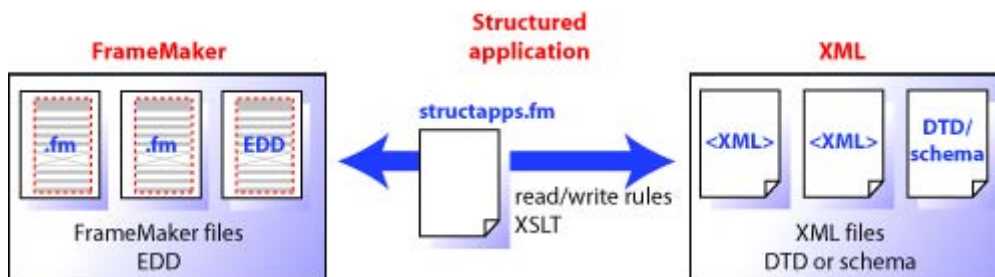 FrameMaker
.fm
.fm
EDD
FrameMaker files
EDD
Structured
application
structapps.fm
read/write rules
XSLT
XML
<XML>
<XML>
DTD/
schema
XML files
DTD or schema